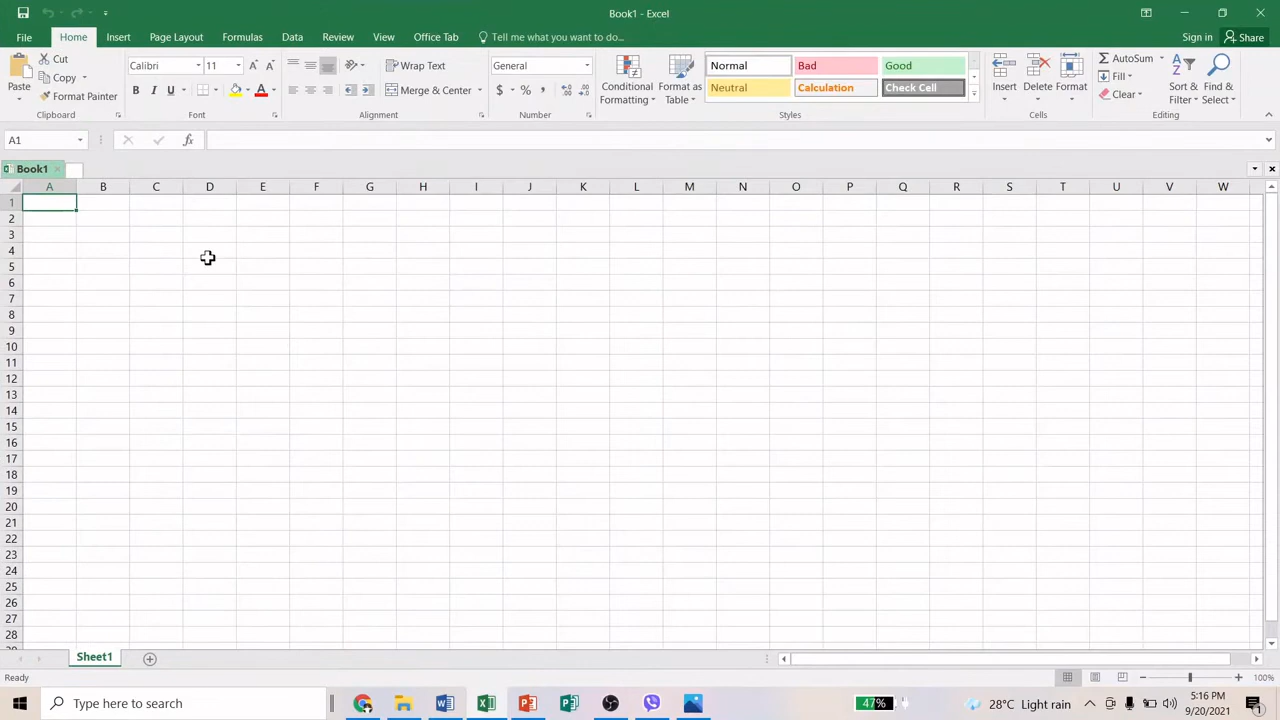 Book1 - Excel
File Home Insert Page Layout Formulas Data Review View Office Tab Tell me what you want to do... Sign in Share
Paste Cut Copy Format Painter Clipboard
Calibri 11 B I U A Font
Wrap Text Merge & Center Alignment
General $ % , Number
Conditional Formatting Format as Table Normal Bad Good Neutral Calculation Check Cell Styles
Insert Delete Format Cells
AutoSum Fill Clear Sort & Filter Find & Select Editing
A1 fx
Book1
A B C D E F G H I J K L M N O P Q R S T U V W
1
2
3
4
5
6
7
8
9
10
11
12
13
14
15
16
17
18
19
20
21
22
23
24
25
26
27
28
Sheet1
Ready 100%
Type here to search 47% 28°C Light rain 5:16 PM
9/20/2021 1